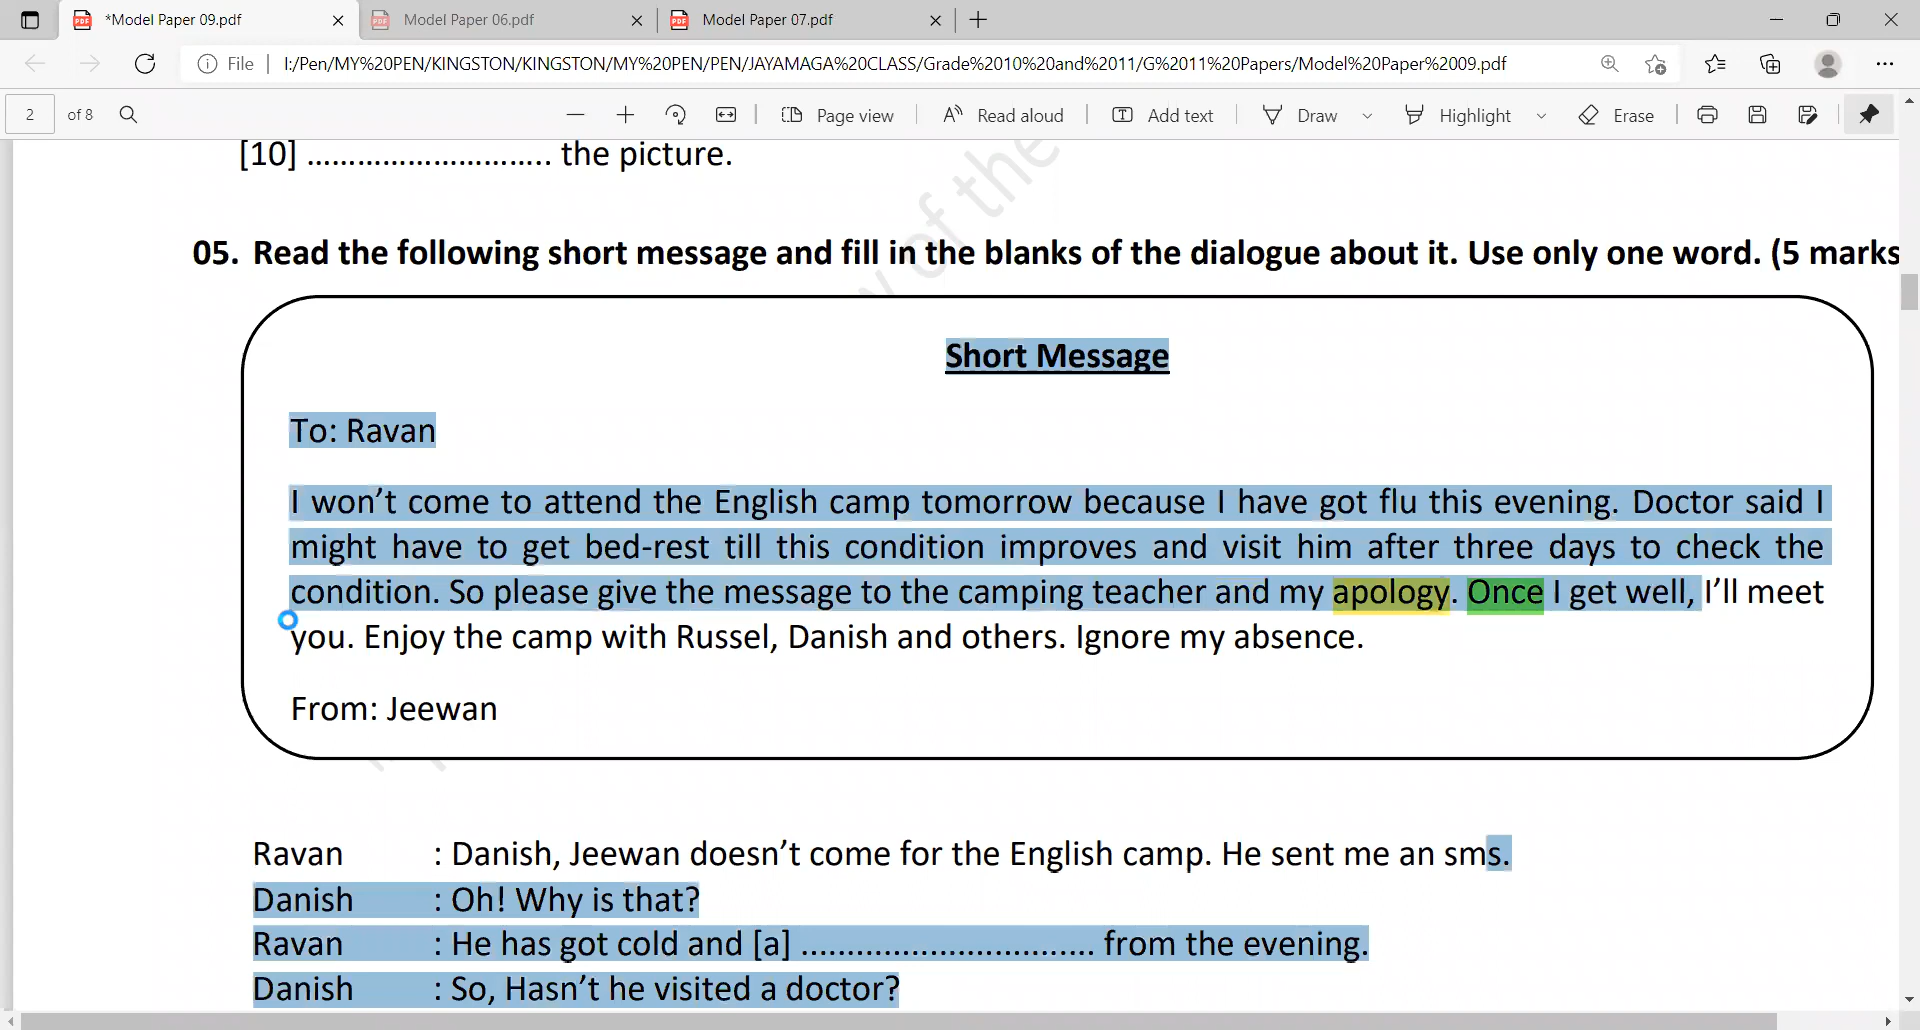 *Model Paper 09.pdf
Model Paper 06.pdf
Model Paper 07.pdf
File
I:/Pen/MY%20PEN/KINGSTON/KINGSTON/MY%20PEN/PEN/JAYAMAGA%20CLASS/Grade%2010%20and%2011/G%2011%20Papers/Model%20Paper%2009.pdf
2 of 8
Page view
Read aloud
Add text
Draw
Highlight
Erase
[10] ............................. the picture.
of the
05. Read the following short message and fill in the blanks of the dialogue about it. Use only one word. (5 marks
Short Message
To: Ravan
I won’t come to attend the English camp tomorrow because I have got flu this evening. Doctor said I
might have to get bed-rest till this condition improves and visit him after three days to check the
condition. So please give the message to the camping teacher and my apology. Once I get well, I’ll meet
you. Enjoy the camp with Russel, Danish and others. Ignore my absence.
From: Jeewan
Ravan : Danish, Jeewan doesn’t come for the English camp. He sent me an sms.
Danish : Oh! Why is that?
Ravan : He has got cold and [a] ................................... from the evening.
Danish : So, Hasn’t he visited a doctor?